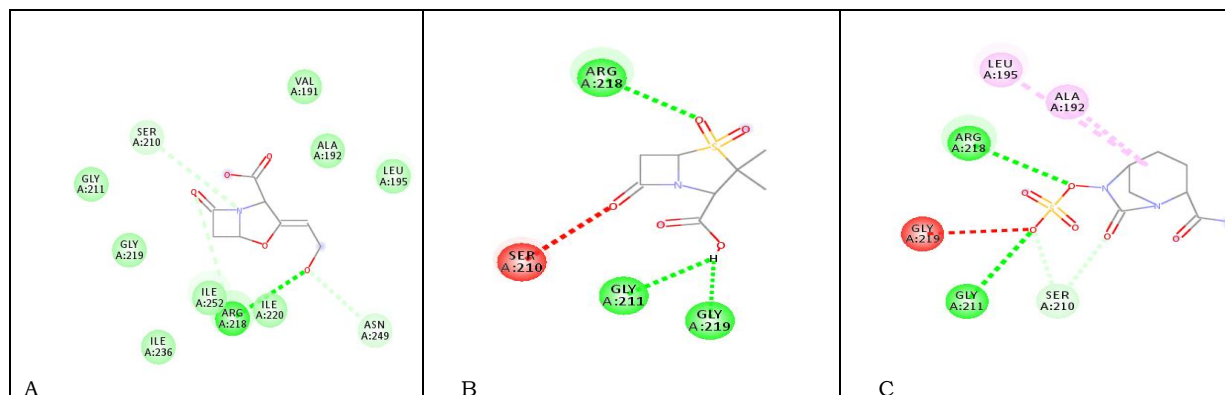 VAL
A:191
SER
A:210
ALA
A:192
LEU
A:195
GLY
A:211
GLY
A:219
ILE
A:252
ILE
A:220
ARG
A:218
ASN
A:249
ILE
A:236
O
O
O
N
O
O
A
ARG
A:218
O
O
S
N
O
O
O
H
SER
A:210
GLY
A:211
GLY
A:219
B
LEU
A:195
ALA
A:192
ARG
A:218
O
N
O
S
O
O
N
O
O
GLY
A:219
GLY
A:211
SER
A:210
C